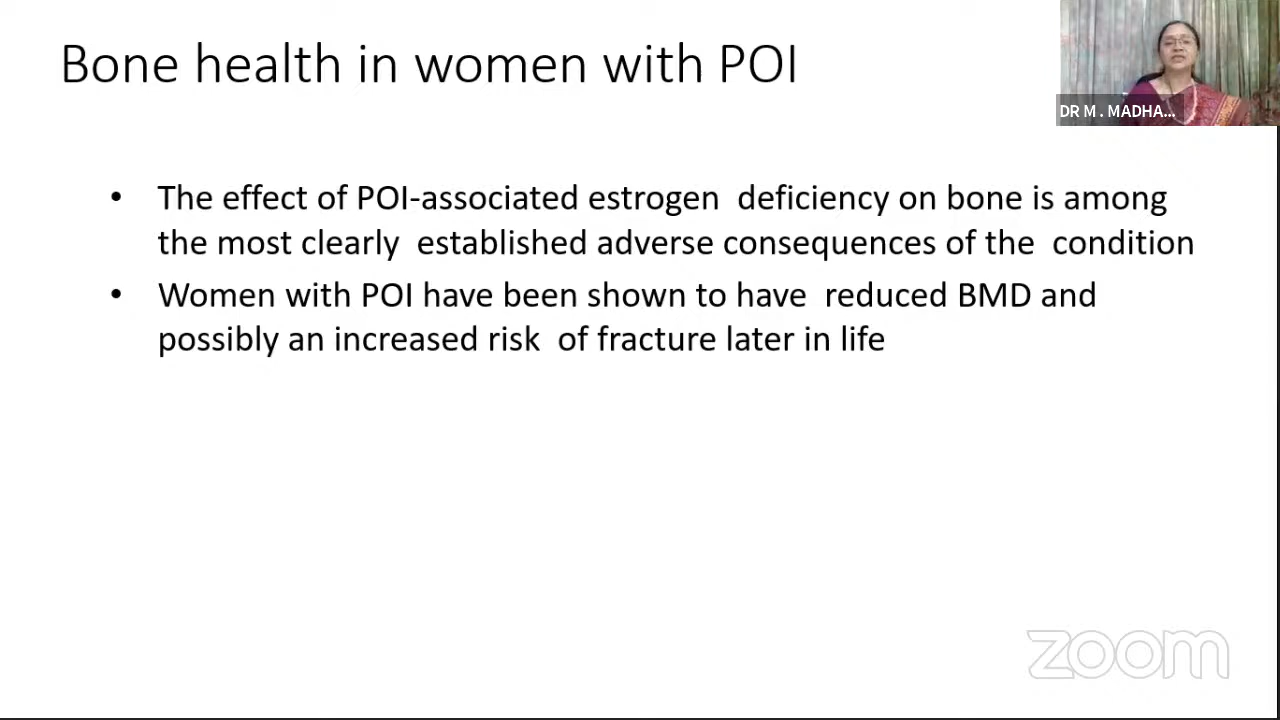 Bone health in women with POI
DR M . MADHA...
• The effect of POI-associated estrogen  deficiency on bone is among
the most clearly  established adverse consequences of the  condition
• Women with POI have been shown to have  reduced BMD and
possibly an increased risk  of fracture later in life
zoom